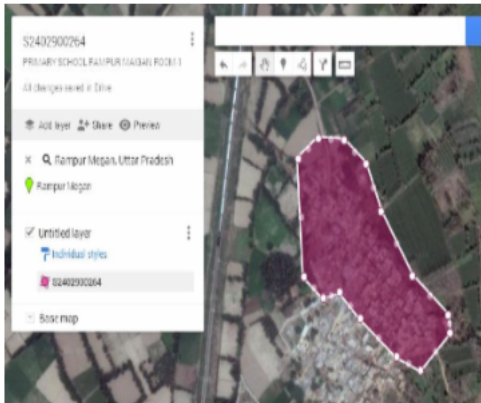 S2402900264
PRIMARY SCHOOL RAMPUR MAIGAN ROOM 1
All changes saved in Drive
Add layer Share Preview
Rampur Megan, Uttar Pradesh
Rampur Megan
Untitled layer
Individual styles
S2402900264
Base map